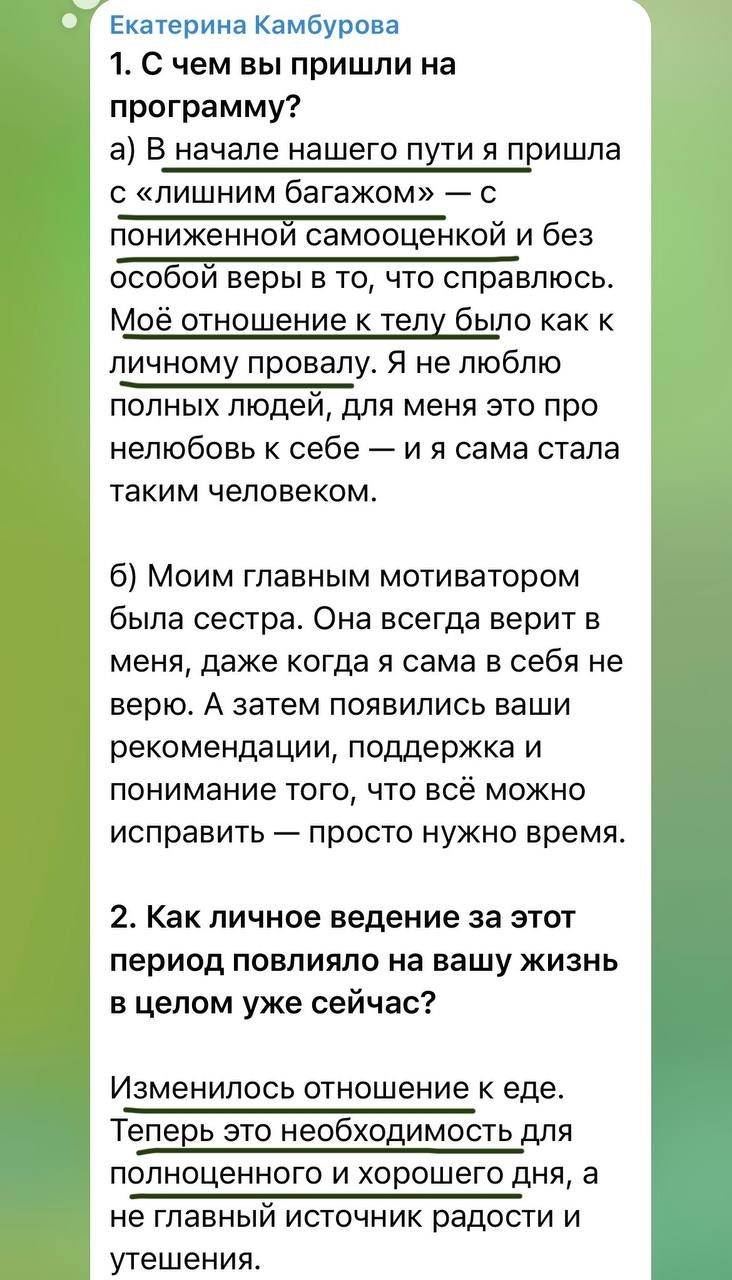 Екатерина Камбурова
1. С чем вы пришли на
программу?
а) В начале нашего пути я пришла
с «лишним багажом» — с
пониженной самооценкой и без
особой веры в то, что справлюсь.
Моё отношение к телу было как к
личному провалу. Я не люблю
полных людей, для меня это про
нелюбовь к себе — и я сама стала
таким человеком.
б) Моим главным мотиватором
была сестра. Она всегда верит в
меня, даже когда я сама в себя не
верю. А затем появились ваши
рекомендации, поддержка и
понимание того, что всё можно
исправить — просто нужно время.
2. Как личное ведение за этот
период повлияло на вашу жизнь
в целом уже сейчас?
Изменилось отношение к еде.
Теперь это необходимость для
полноценного и хорошего дня, а
не главный источник радости и
утешения.